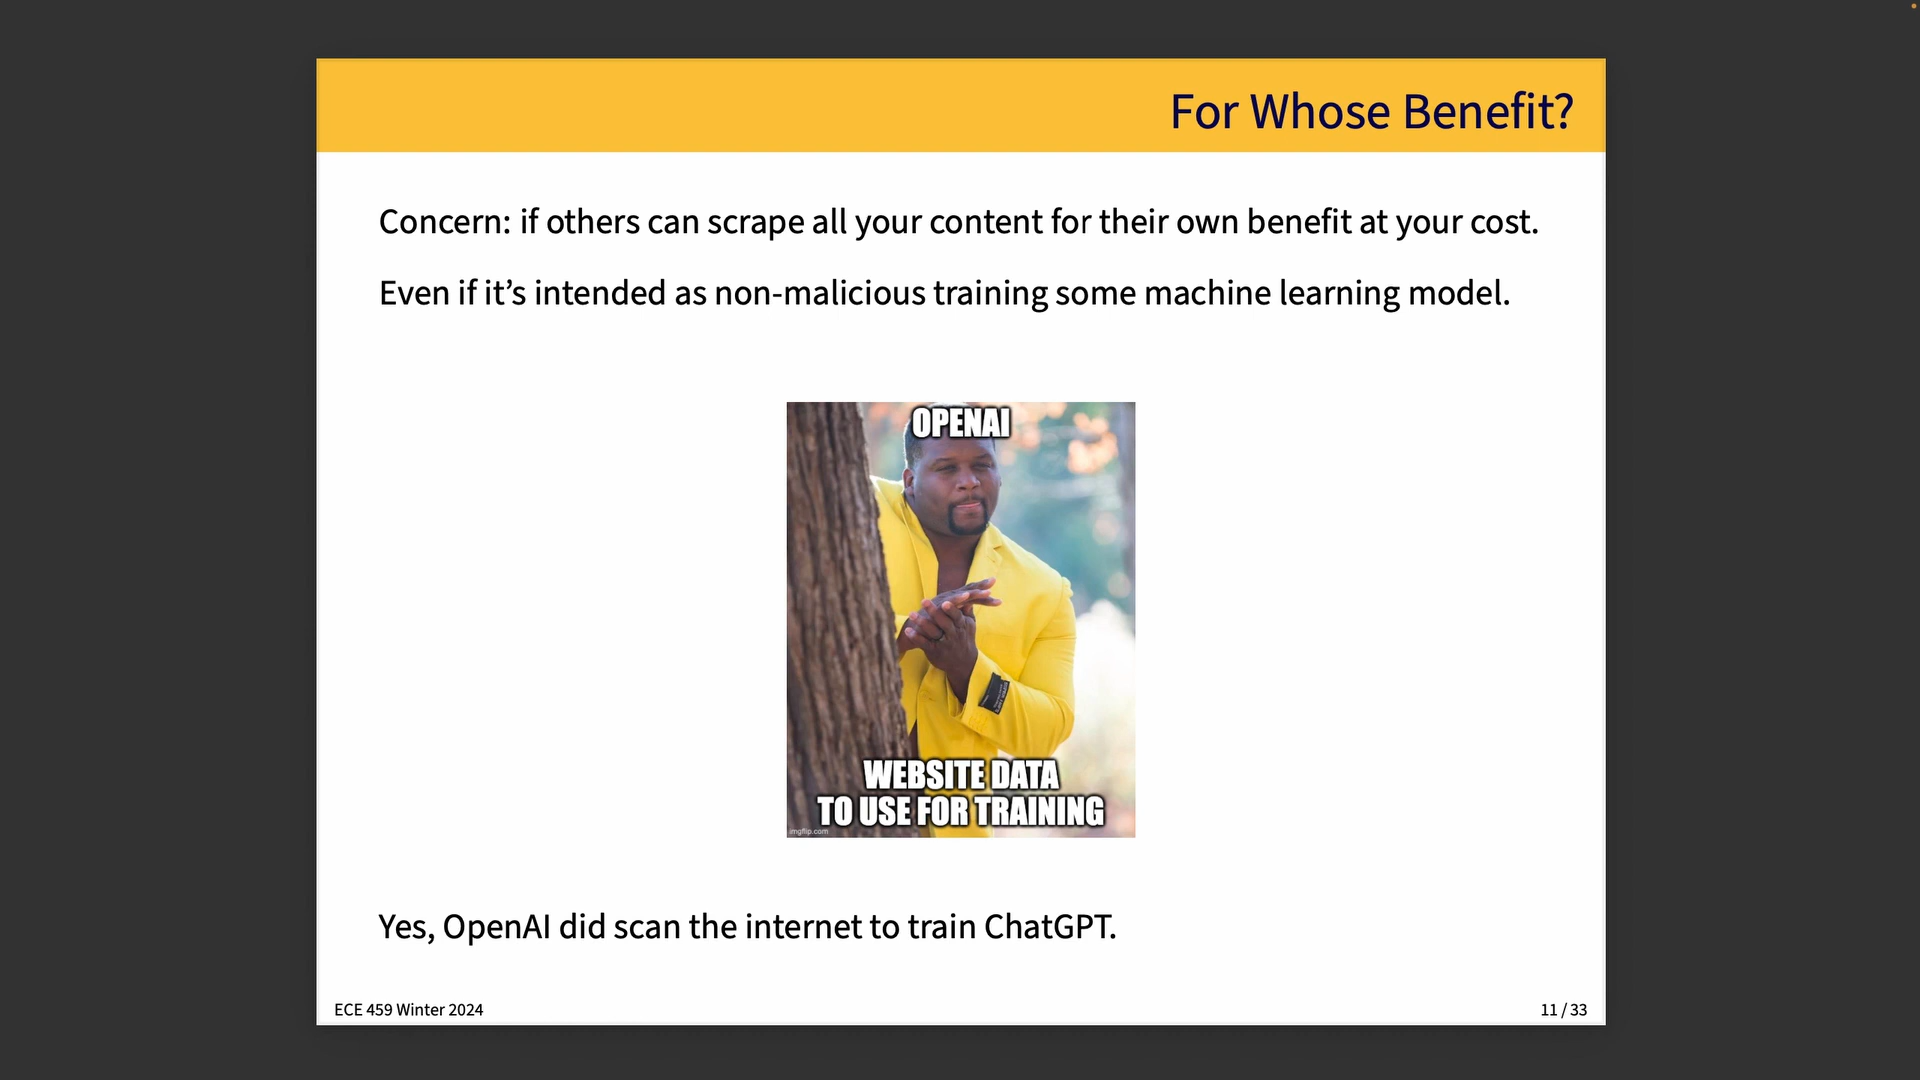 For Whose Benefit?
Concern: if others can scrape all your content for their own benefit at your cost.
Even if it’s intended as non-malicious training some machine learning model.
OPENAI
WEBSITE DATA
TO USE FOR TRAINING
imgflip.com
Yes, OpenAI did scan the internet to train ChatGPT.
ECE 459 Winter 2024
11 / 33